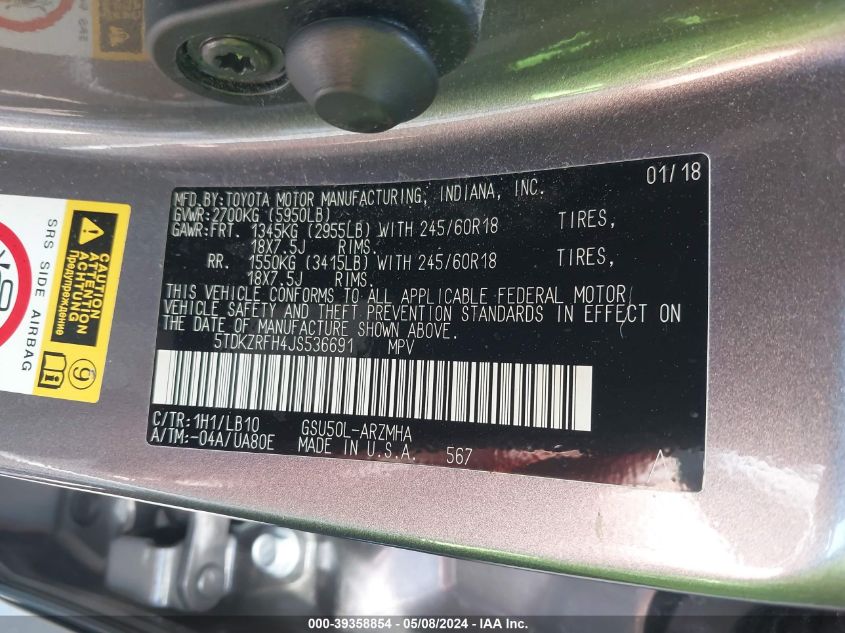 01/18
MFD.BY:TOYOTA MOTOR MANUFACTURING, INDIANA, INC.
GVWR:2700KG (5950LB)
GAWR:FRT. 1345KG (2955LB) WITH 245/60R18 TIRES,
18X7.5J RIMS.
RR. 1550KG (3415LB) WITH 245/60R18 TIRES,
18X7.5J RIMS.
THIS VEHICLE CONFORMS TO ALL APPLICABLE FEDERAL MOTOR
VEHICLE SAFETY AND THEFT PREVENTION STANDARDS IN EFFECT ON
THE DATE OF MANUFACTURE SHOWN ABOVE.
5TDKZRFH4JS536691 MPV
C/TR:1H1/LB10 GSU50L-ARZMHA
A/TM:-04A/UA80E MADE IN U.S.A. 567
A
SRS SIDE AIRBAG
CAUTION
ATTENTION
ACHTUNG
Предупреждение
9
000-39358854 / 05/08/2024 / IAA Inc.